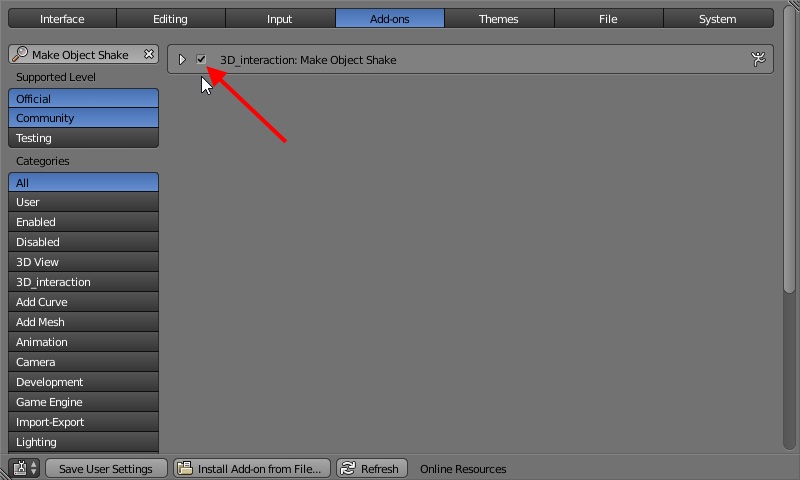 Interface Editing Input Add-ons Themes File System
Make Object Shake
3D_interaction: Make Object Shake
Supported Level
Official
Community
Testing
Categories
All
User
Enabled
Disabled
3D View
3D_interaction
Add Curve
Add Mesh
Animation
Camera
Development
Game Engine
Import-Export
Lighting
Save User Settings Install Add-on from File... Refresh Online Resources